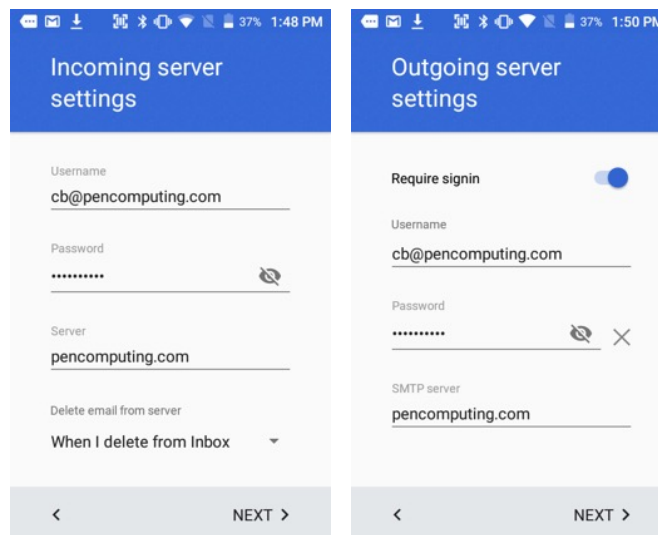 37% 1:48 PM
Incoming server
settings
Username
cb@pencomputing.com
Password
••••••••••
Server
pencomputing.com
Delete email from server
When I delete from Inbox
< NEXT >
37% 1:50 PM
Outgoing server
settings
Require signin
Username
cb@pencomputing.com
Password
••••••••••
SMTP server
pencomputing.com
< NEXT >